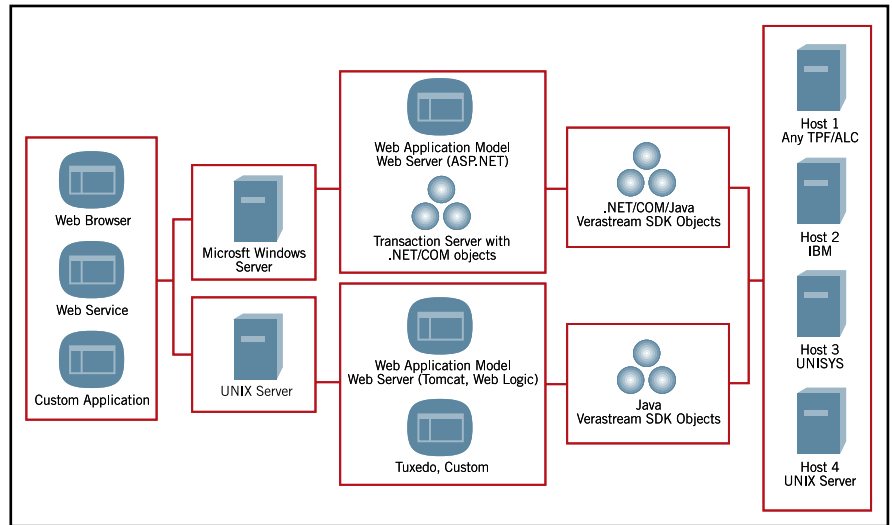 Web Browser
Web Service
Custom Application
Microsft Windows
Server
UNIX Server
Web Application Model
Web Server (ASP.NET)
Transaction Server with
.NET/COM objects
Web Application Model
Web Server (Tomcat, Web Logic)
Tuxedo, Custom
.NET/COM/Java
Verastream SDK Objects
Java
Verastream SDK Objects
Host 1
Any TPF/ALC
Host 2
IBM
Host 3
UNISYS
Host 4
UNIX Server